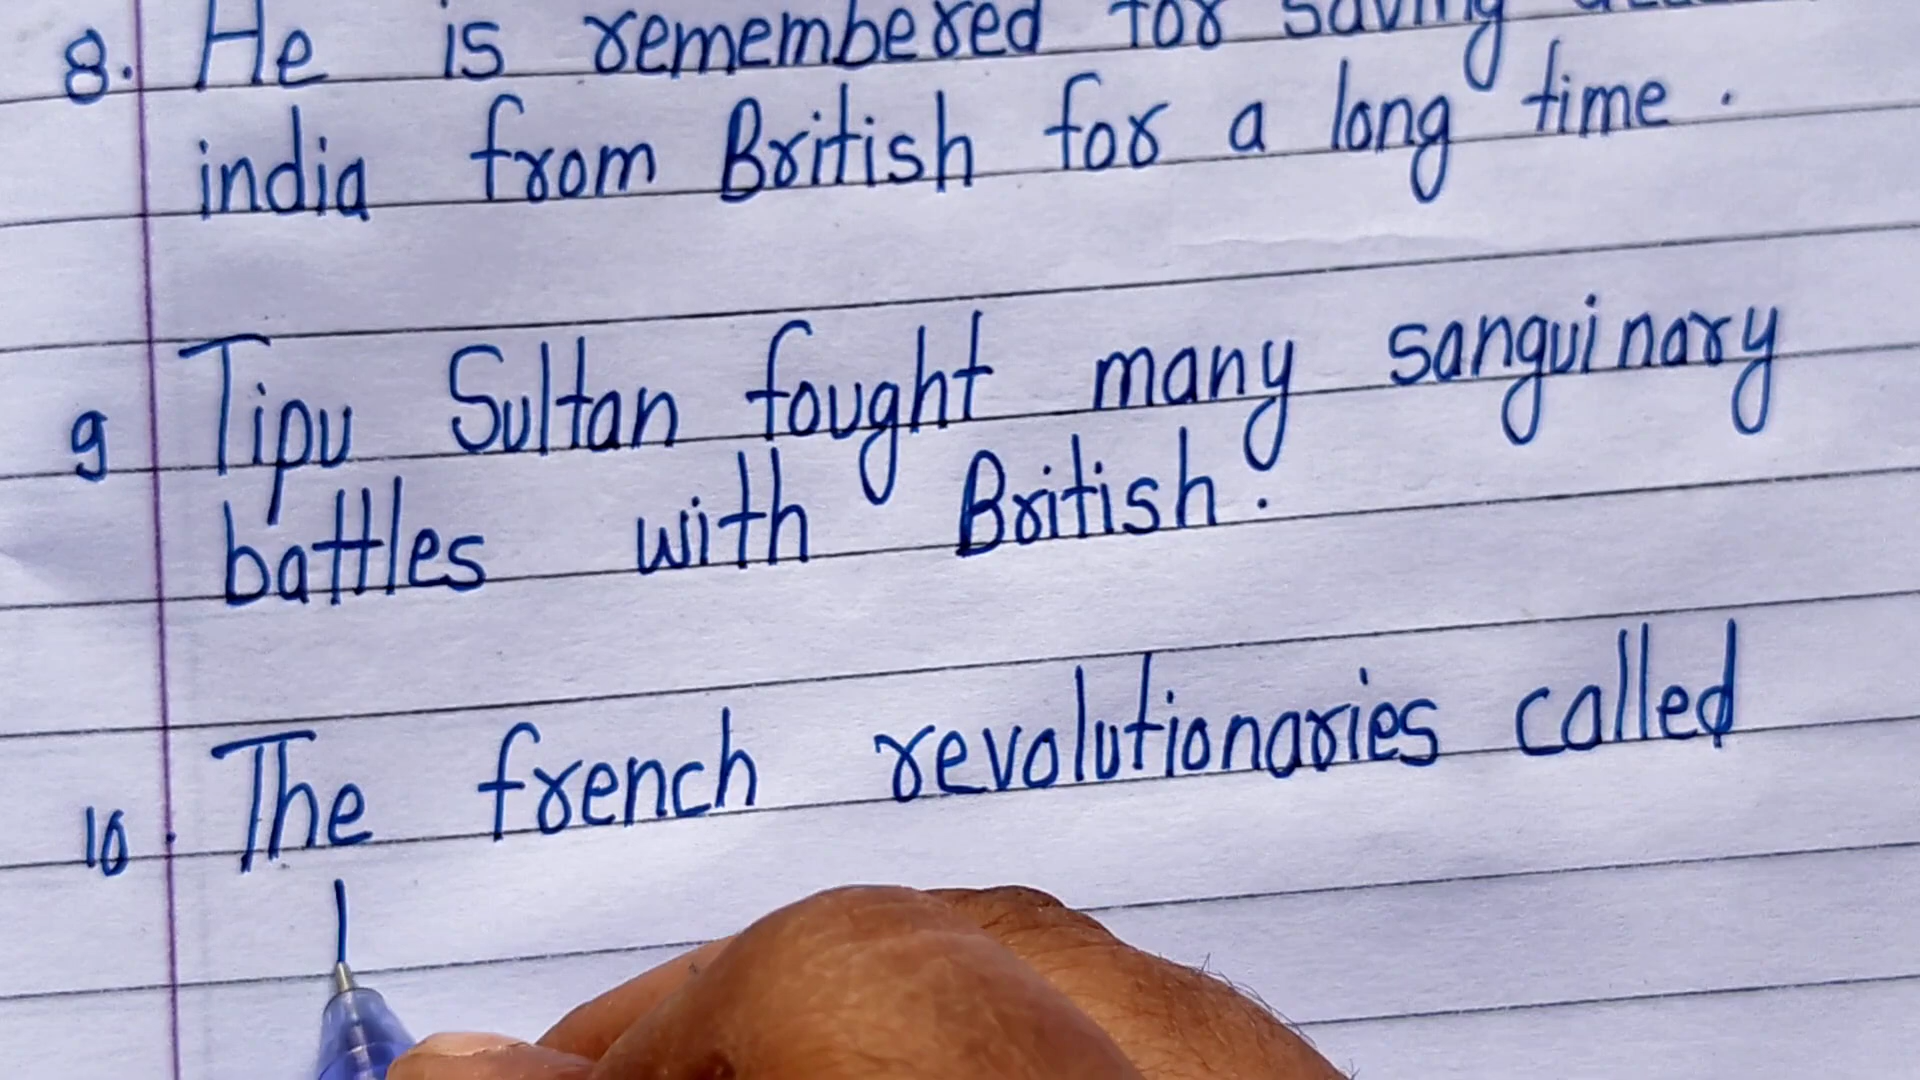 8. He is remembered for saving
india from British for a long time.
9 Tipu Sultan fought many sanguinary
battles with British.
10. The french revolutionaries called